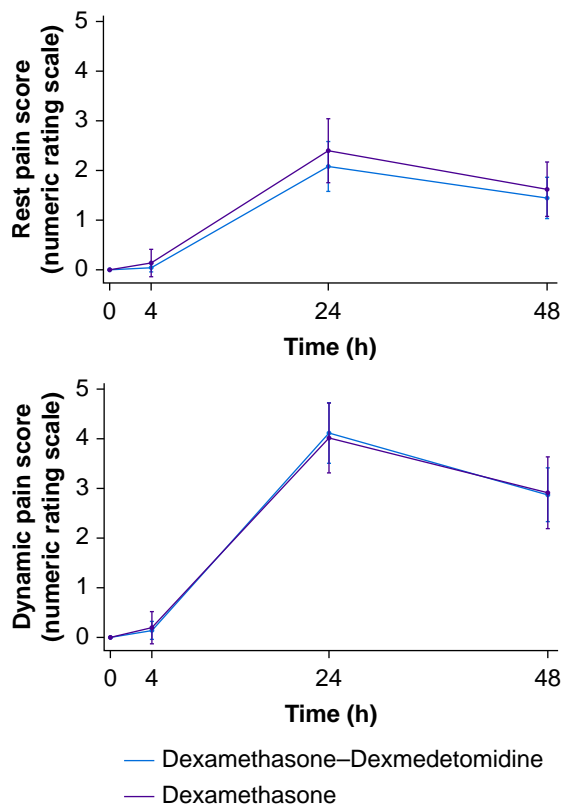 5
4
3
2
1
0
Rest pain score
(numeric rating scale)
0 4 24 48
Time (h)
5
4
3
2
1
0
Dynamic pain score
(numeric rating scale)
0 4 24 48
Time (h)
Dexamethasone–Dexmedetomidine
Dexamethasone